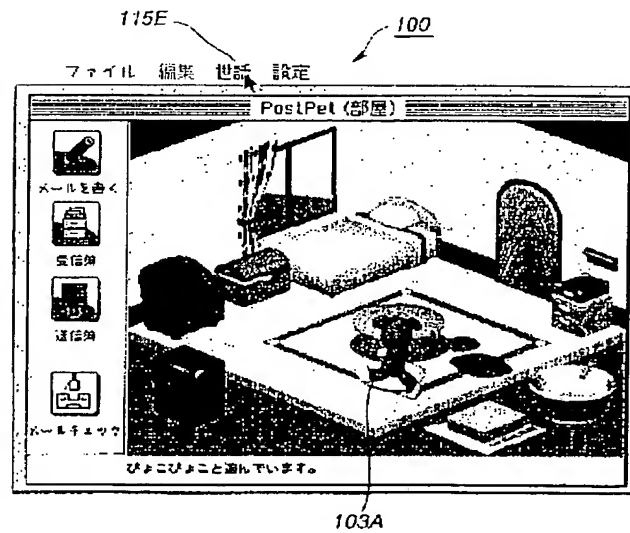 115E
100
ファイル 編集 世話 設定
PostPet (部屋)
メールを書く
受信簿
送信簿
メールチェック
ぴょこぴょこと遊んでいます。
103A